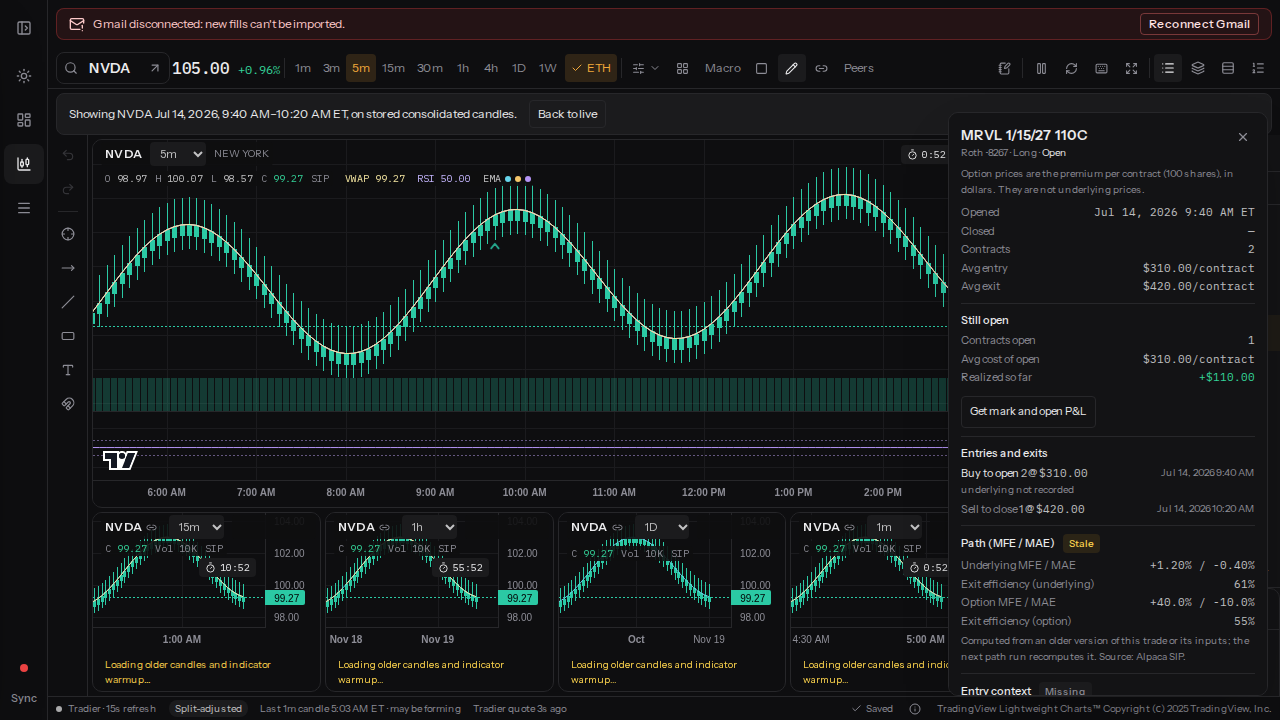 Gmail disconnected: new fills can't be imported.
Reconnect Gmail
NVDA 105.00 +0.96% 1m 3m 5m 15m 30m 1h 4h 1D 1W ETH Macro Peers
Showing NVDA Jul 14, 2026, 9:40 AM–10:20 AM ET, on stored consolidated candles. Back to live
NVDA 5m NEW YORK 0:52
O 98.97 H 100.07 L 98.57 C 99.27 SIP VWAP 99.27 RSI 50.00 EMA
6:00 AM 7:00 AM 8:00 AM 9:00 AM 10:00 AM 11:00 AM 12:00 PM 1:00 PM 2:00 PM
NVDA 15m 104.00
C 99.27 Vol 10K SIP 102.00
10:52
100.00
99.27
98.00
1:00 AM
Loading older candles and indicator
warmup...
NVDA 1h 104.00
C 99.27 Vol 10K SIP 102.00
55:52
100.00
99.27
98.00
Nov 18 Nov 19
Loading older candles and indicator
warmup...
NVDA 1D 104.00
C 99.27 Vol 10K SIP 102.00
100.00
99.27
98.00
Oct Nov 19
Loading older candles and indicator
warmup...
NVDA 1m
C 99.27 Vol 10K SIP
0:52
4:30 AM 5:00 AM
Loading older candles and ind
warmup...
MRVL 1/15/27 110C
Roth ·8267 · Long · Open
Option prices are the premium per contract (100 shares), in
dollars. They are not underlying prices.
Opened Jul 14, 2026 9:40 AM ET
Closed —
Contracts 2
Avg entry $310.00/contract
Avg exit $420.00/contract
Still open
Contracts open 1
Avg cost of open $310.00/contract
Realized so far +$110.00
Get mark and open P&L
Entries and exits
Buy to open 2 @ $310.00 Jul 14, 2026 9:40 AM
underlying not recorded
Sell to close 1 @ $420.00 Jul 14, 2026 10:20 AM
Path (MFE / MAE) Stale
Underlying MFE / MAE +1.20% / -0.40%
Exit efficiency (underlying) 61%
Option MFE / MAE +40.0% / -10.0%
Exit efficiency (option) 55%
Computed from an older version of this trade or its inputs; the
next path run recomputes it. Source: Alpaca SIP.
Entry context Missing
Sync
Tradier · 15s refresh Split-adjusted Last 1m candle 5:03 AM ET · may be forming Tradier quote 3s ago Saved TradingView Lightweight Charts™ Copyright (c) 2025 TradingView, Inc.